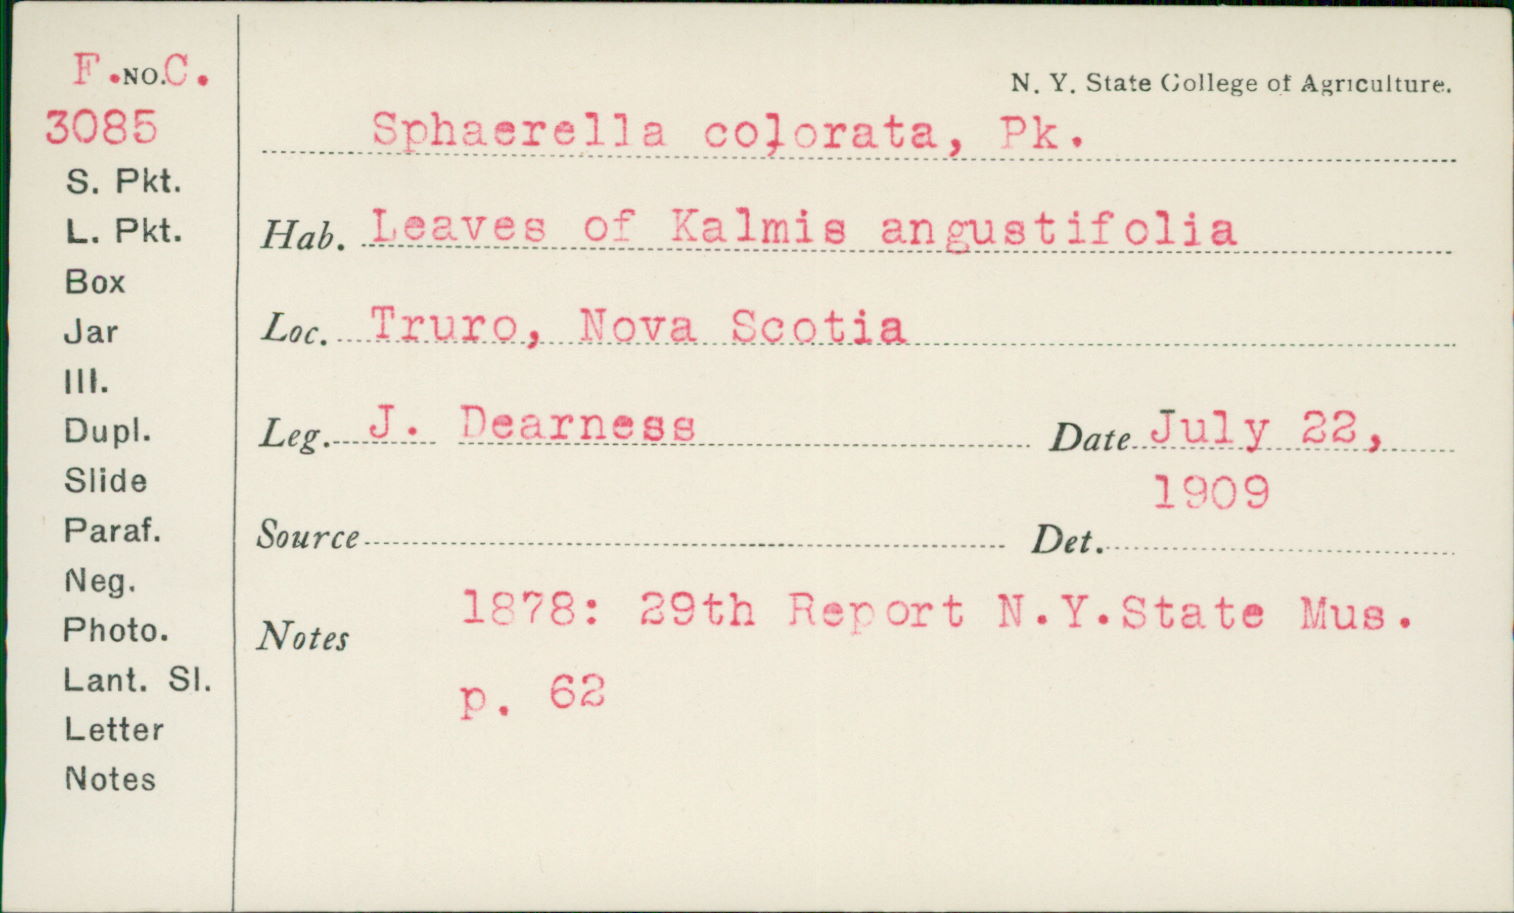 F. NO. C.
3085
S. Pkt.
L. Pkt.
Box
Jar
Ill.
Dupl.
Slide
Paraf.
Neg.
Photo.
Lant. Sl.
Letter
Notes
N. Y. State College of Agriculture.
Sphaerella colorata, Pk.
Hab. Leaves of Kalmis angustifolia
Loc. Truro, Nova Scotia
Leg. J. Dearness Date July 22,
1909
Source Det.
Notes 1878: 29th Report N.Y.State Mus.
p. 62